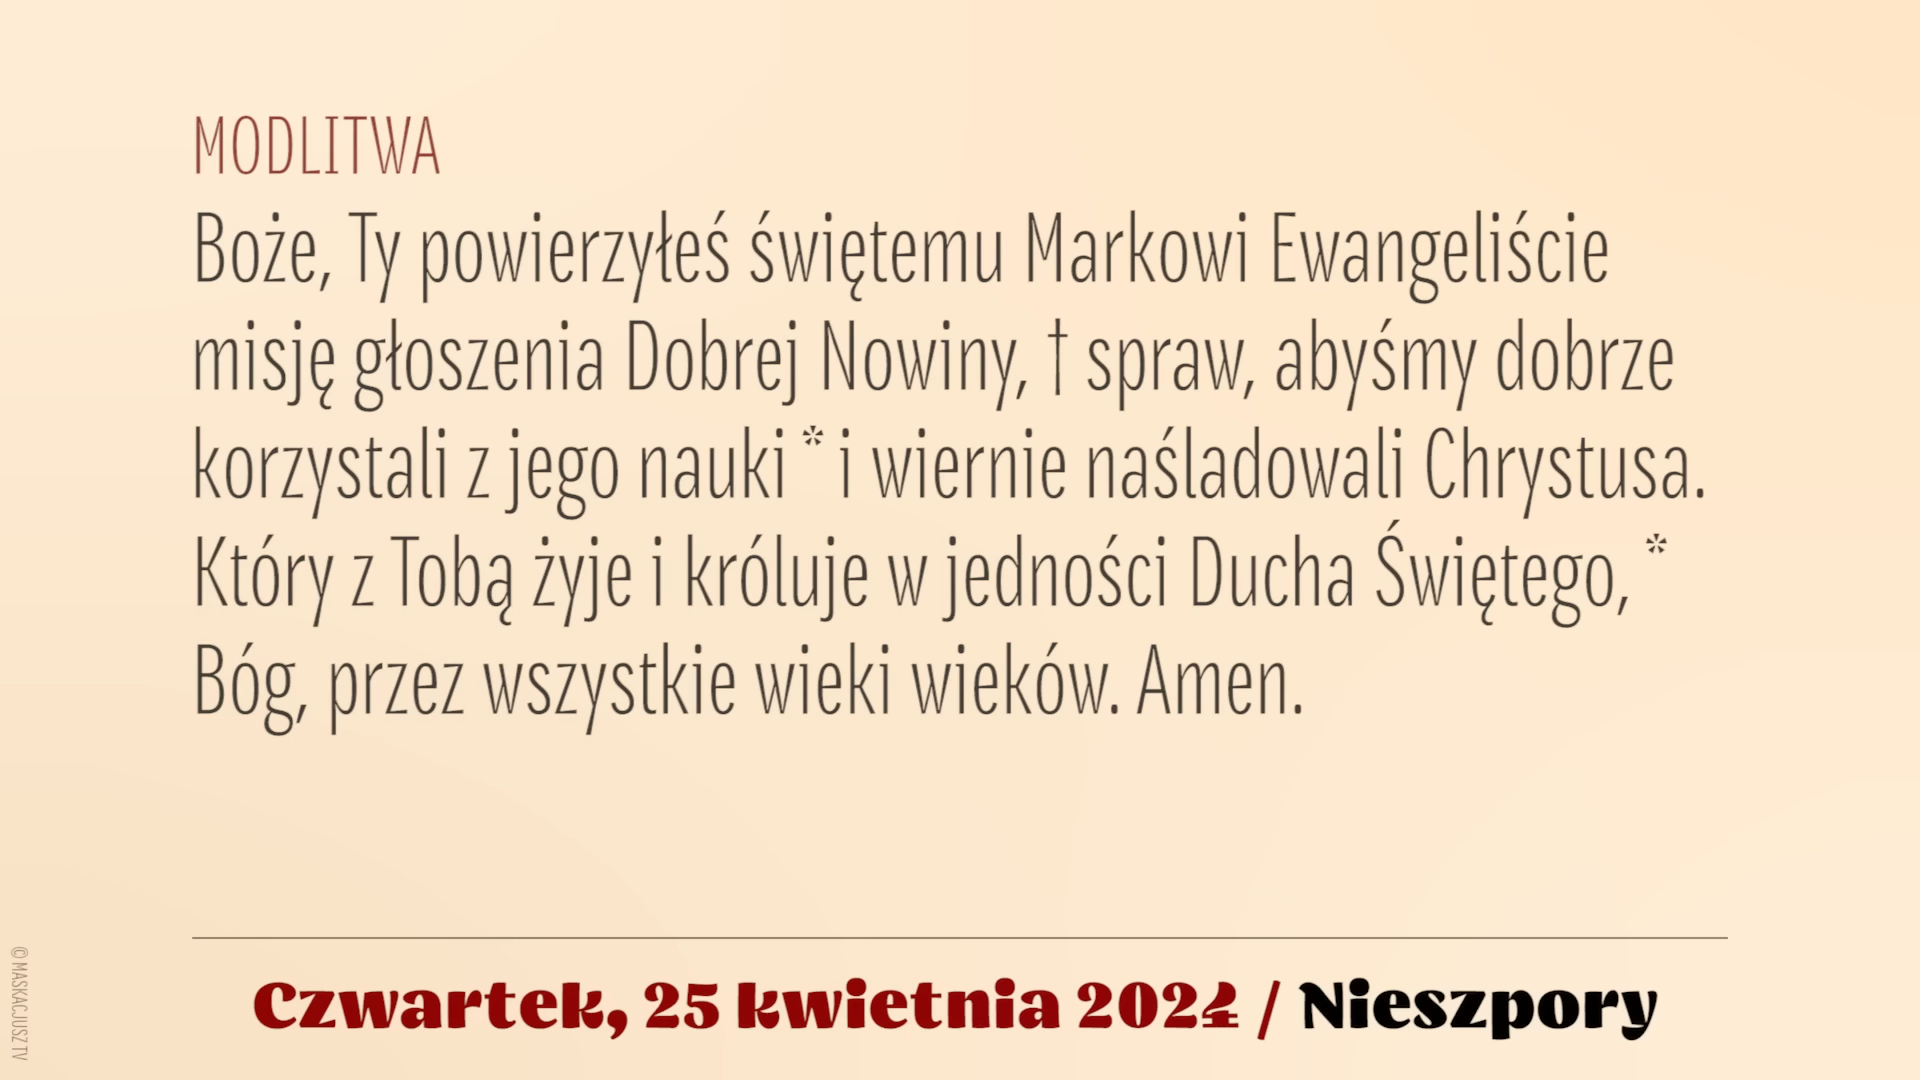 MODLITWA
Boże, Ty powierzyłeś świętemu Markowi Ewangeliście
misję głoszenia Dobrej Nowiny, † spraw, abyśmy dobrze
korzystali z jego nauki * i wiernie naśladowali Chrystusa.
Który z Tobą żyje i króluje w jedności Ducha Świętego, *
Bóg, przez wszystkie wieki wieków. Amen.
Czwartek, 25 kwietnia 2024 / Nieszpory
© MASKACJUSZ TV